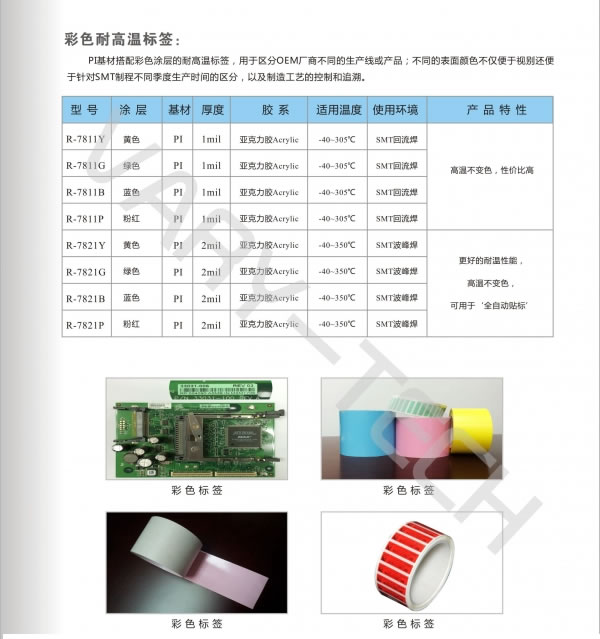 彩色耐高温标签：
PI基材搭配彩色涂层的耐高温标签，用于区分OEM厂商不同的生产线或产品；不同的表面颜色不仅便于视别还便
于针对SMT制程不同季度生产时间的区分，以及制造工艺的控制和追溯。
型号 涂层 基材 厚度 胶系 适用温度 使用环境 产品特性
R-7811Y 黄色 PI 1mil 亚克力胶Acrylic -40~305℃ SMT回流焊
R-7811G 绿色 PI 1mil 亚克力胶Acrylic -40~305℃ SMT回流焊
高温不变色，性价比高
R-7811B 蓝色 PI 1mil 亚克力胶Acrylic -40~305℃ SMT回流焊
R-7811P 粉红 PI 1mil 亚克力胶Acrylic -40~305℃ SMT回流焊
R-7821Y 黄色 PI 2mil 亚克力胶Acrylic -40~350℃ SMT波峰焊
更好的耐温性能，
R-7821G 绿色 PI 2mil 亚克力胶Acrylic -40~350℃ SMT波峰焊
高温不变色，
R-7821B 蓝色 PI 2mil 亚克力胶Acrylic -40~350℃ SMT波峰焊
可用于‘全自动贴标’
R-7821P 粉红 PI 2mil 亚克力胶Acrylic -40~350℃ SMT波峰焊
VARY-TECH
REV 02
彩色标签
彩色标签
彩色标签
彩色标签